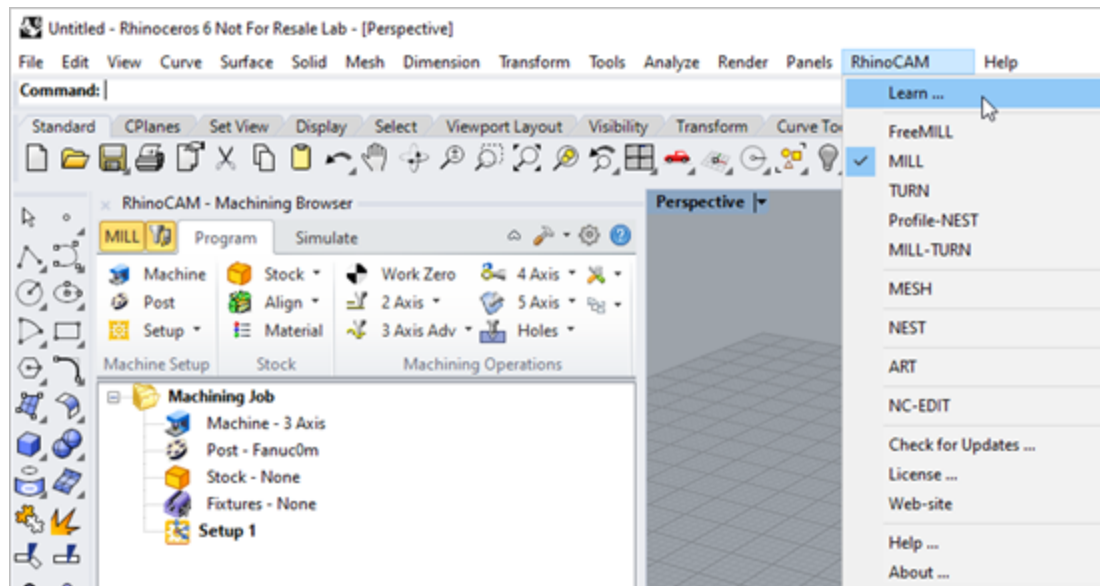 Untitled - Rhinoceros 6 Not For Resale Lab - [Perspective]
File Edit View Curve Surface Solid Mesh Dimension Transform Tools Analyze Render Panels RhinoCAM Help
Command:
Standard CPlanes Set View Display Select Viewport Layout Visibility Transform Curve Too
RhinoCAM - Machining Browser
MILL Program Simulate
Machine Stock Work Zero 4 Axis
Post Align 2 Axis 5 Axis
Setup Material 3 Axis Adv Holes
Machine Setup Stock Machining Operations
Machining Job
Machine - 3 Axis
Post - Fanuc0m
Stock - None
Fixtures - None
Setup 1
Perspective
Learn ...
FreeMILL
MILL
TURN
Profile-NEST
MILL-TURN
MESH
NEST
ART
NC-EDIT
Check for Updates ...
License ...
Web-site
Help ...
About ...